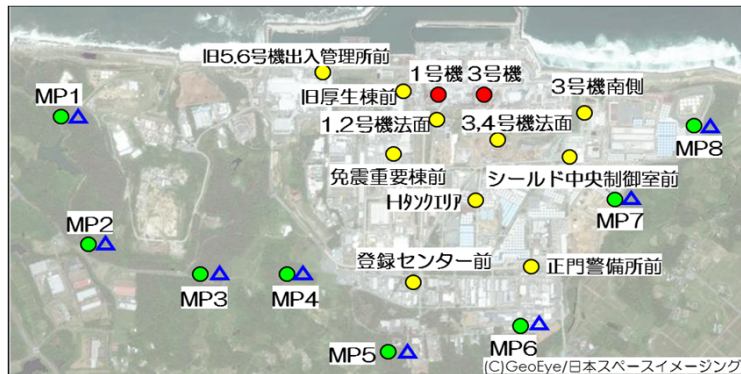 旧5.6号機出入管理所前
1号機
3号機
MP1
旧厚生棟前
3号機南側
1.2号機法面
3,4号機法面
MP8
免震重要棟前
シールド中央制御室前
Hタンクエリア
MP7
MP2
登録センター前
正門警備所前
MP3
MP4
MP5
MP6
(C)GeoEye/日本スペースイメージング